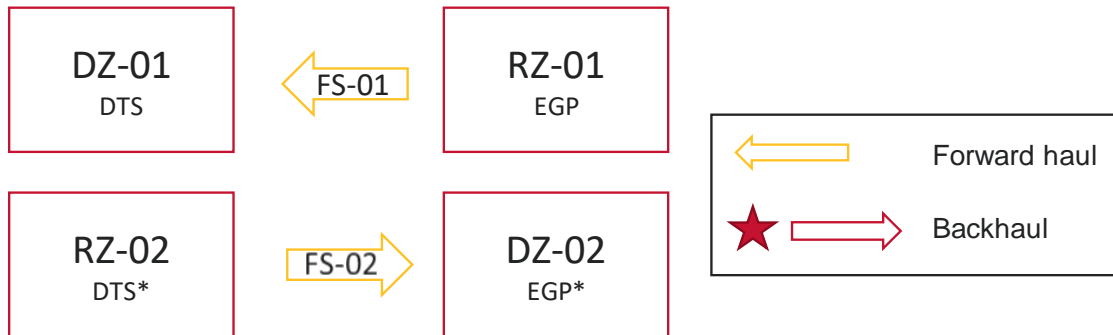 DZ-01
DTS
FS-01
RZ-01
EGP
Forward haul
Backhaul
RZ-02
DTS*
FS-02
DZ-02
EGP*